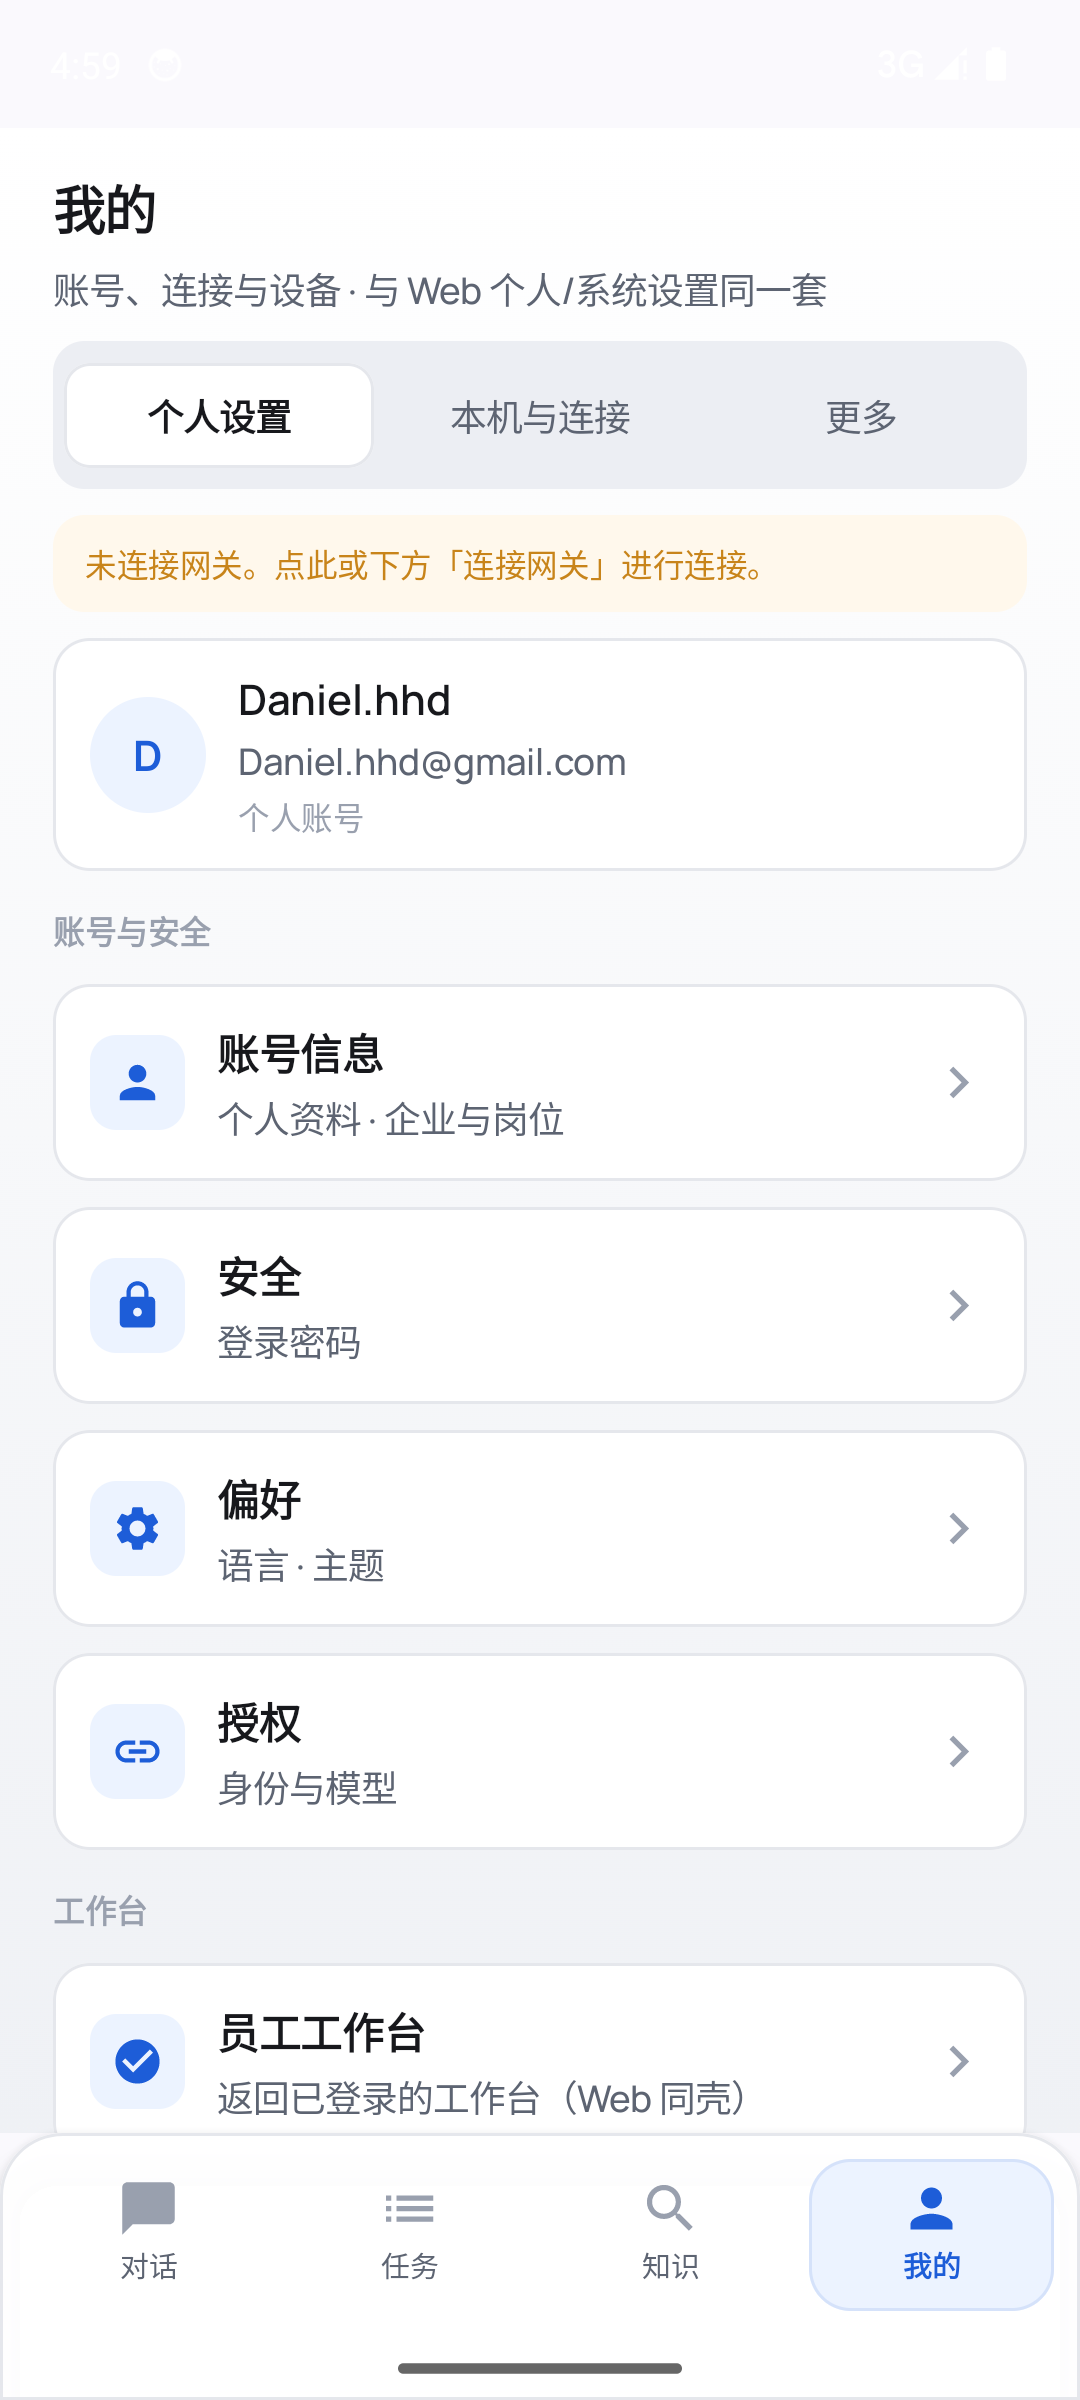 4:59
3G
我的
账号、连接与设备 · 与 Web 个人/系统设置同一套
个人设置
本机与连接
更多
未连接网关。点此或下方「连接网关」进行连接。
D
Daniel.hhd
Daniel.hhd@gmail.com
个人账号
账号与安全
账号信息
个人资料 · 企业与岗位
安全
登录密码
偏好
语言 · 主题
授权
身份与模型
工作台
员工工作台
返回已登录的工作台（Web 同壳）
对话
任务
知识
我的